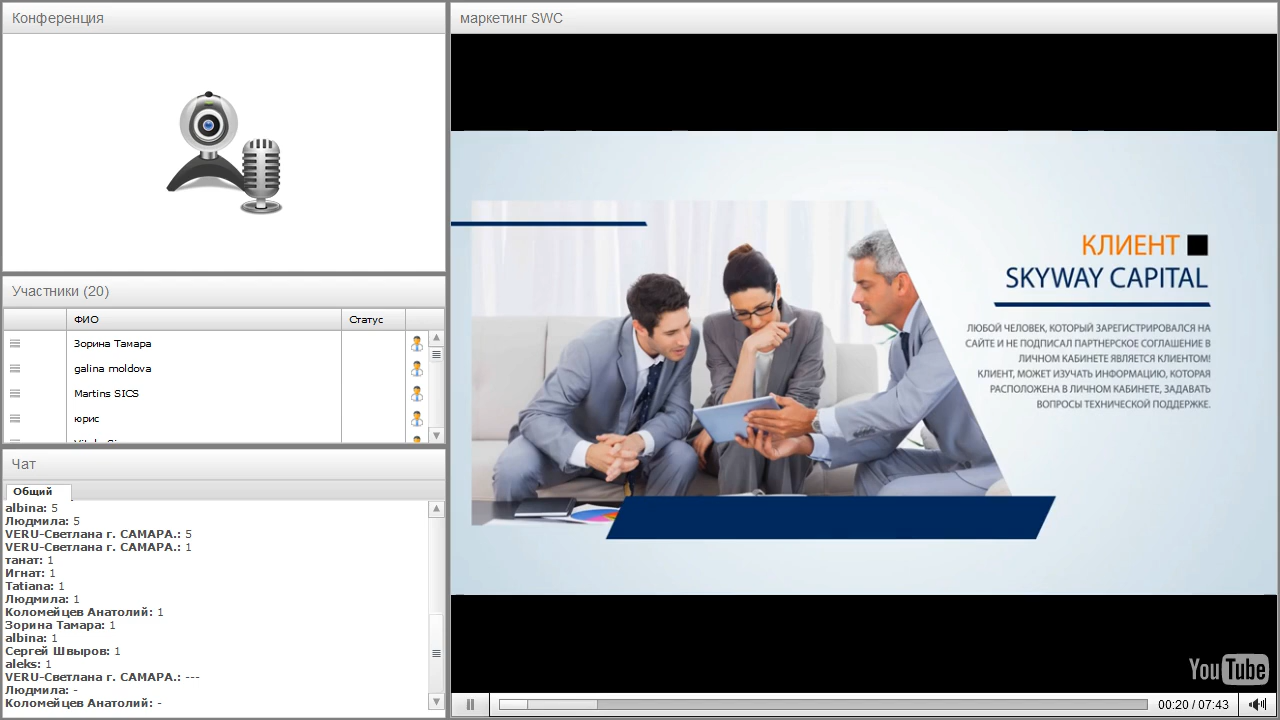 Конференция
Участники (20)
ФИО Статус
Зорина Тамара
galina moldova
Martins SICS
юрис
Чат
Общий
albina: 5
Людмила: 5
VERU-Светлана г. САМАРА.: 5
VERU-Светлана г. САМАРА.: 1
танат: 1
Игнат: 1
Tatiana: 1
Людмила: 1
Коломейцев Анатолий: 1
Зорина Тамара: 1
albina: 1
Сергей Швыров: 1
aleks: 1
VERU-Светлана г. САМАРА.: ---
Людмила: -
Коломейцев Анатолий: -
маркетинг SWC
КЛИЕНТ
SKYWAY CAPITAL
ЛЮБОЙ ЧЕЛОВЕК, КОТОРЫЙ ЗАРЕГИСТРИРОВАЛСЯ НА
САЙТЕ И НЕ ПОДПИСАЛ ПАРТНЕРСКОЕ СОГЛАШЕНИЕ В
ЛИЧНОМ КАБИНЕТЕ ЯВЛЯЕТСЯ КЛИЕНТОМ!
КЛИЕНТ, МОЖЕТ ИЗУЧАТЬ ИНФОРМАЦИЮ, КОТОРАЯ
РАСПОЛОЖЕНА В ЛИЧНОМ КАБИНЕТЕ, ЗАДАВАТЬ
ВОПРОСЫ ТЕХНИЧЕСКОЙ ПОДДЕРЖКЕ.
YouTube
00:20 / 07:43